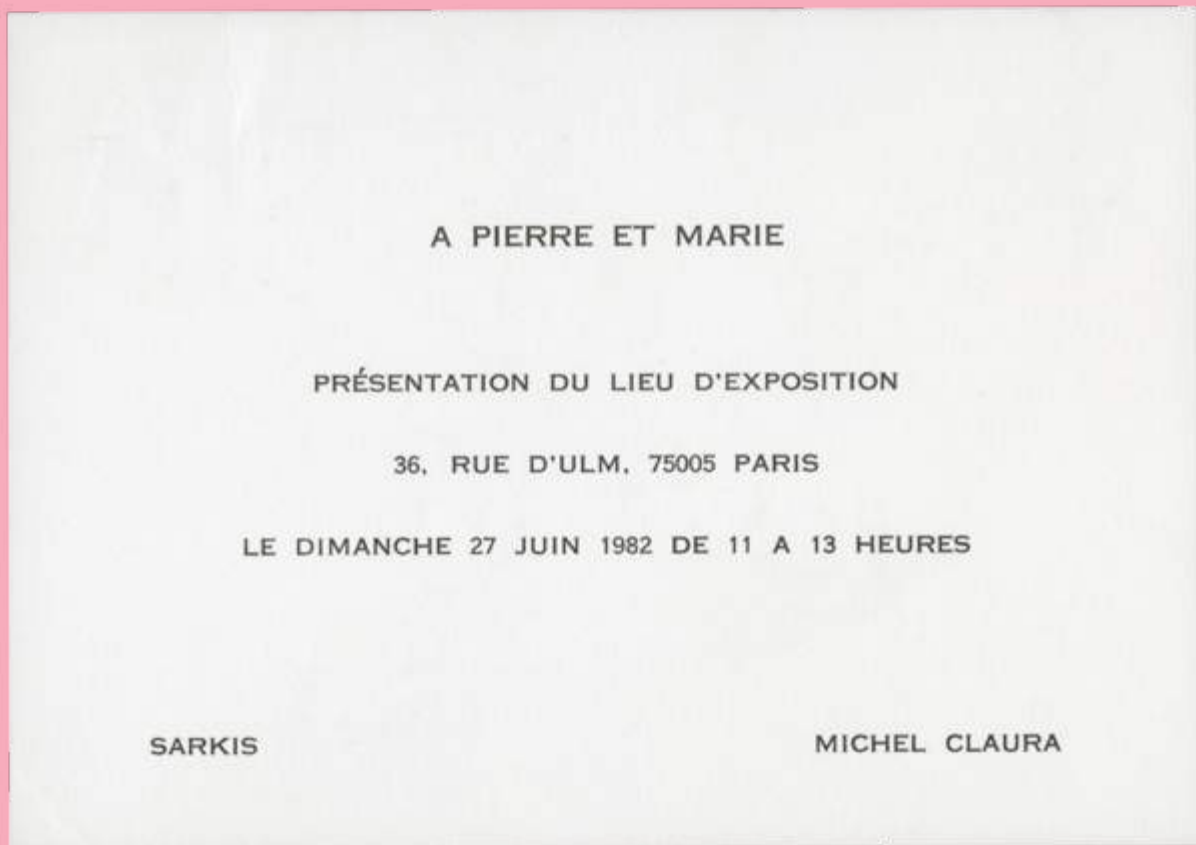 A PIERRE ET MARIE
PRÉSENTATION DU LIEU D'EXPOSITION
36, RUE D'ULM, 75005 PARIS
LE DIMANCHE 27 JUIN 1982 DE 11 A 13 HEURES
SARKIS MICHEL CLAURA